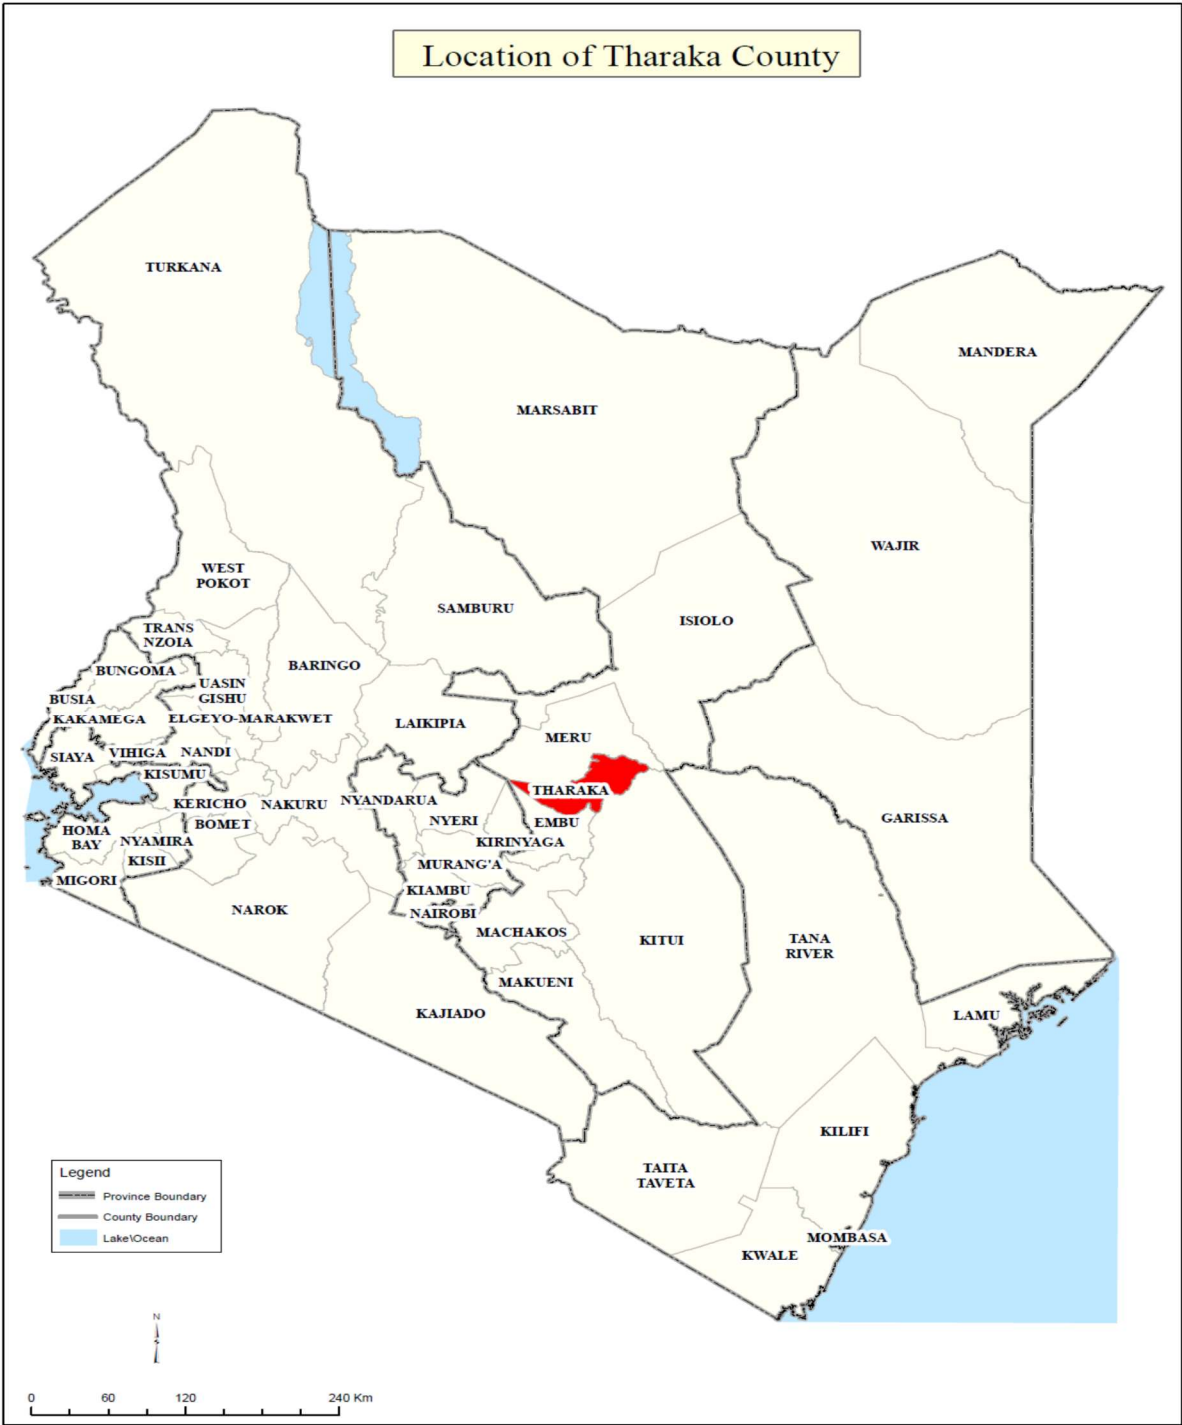 Location of Tharaka County
TURKANA
MANDERA
MARSABIT
WAJIR
WEST
POKOT
SAMBURU
ISIOLO
TRANS
NZOIA
BARINGO
BUNGOMA
UASIN
GISHU
BUSIA
KAKAMEGA
ELGEYO-MARAKWET
LAIKIPIA
MERU
SIAYA
VIHIGA
NANDI
KISUMU
THARAKA
KERICHO
NAKURU
NYANDARUA
GARISSA
NYERI
EMBU
BOMET
HOMA
BAY
NYAMIRA
KIRINYAGA
KISII
MURANG'A
MIGORI
KIAMBU
NAROK
NAIROBI
MACHAKOS
KITUI
TANA
RIVER
MAKUENI
KAJIADO
LAMU
KILIFI
TAITA
TAVETA
MOMBASA
KWALE
Legend
Province Boundary
County Boundary
Lake\Ocean
N
0 60 120 240 Km